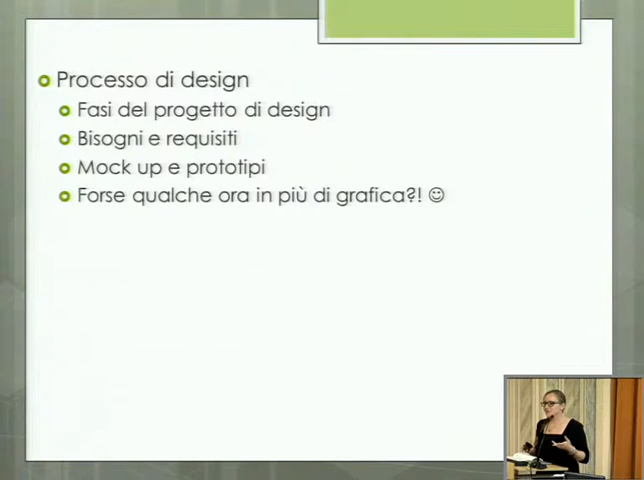 Processo di design
Fasi del progetto di design
Bisogni e requisiti
Mock up e prototipi
Forse qualche ora in più di grafica?! ☺